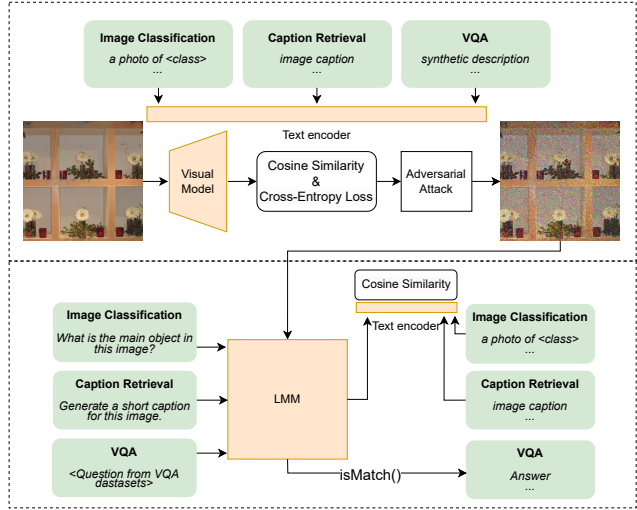 Image Classification
a photo of <class>
...
Caption Retrieval
image caption
...
VQA
synthetic description
...
Text encoder
Visual
Model
Cosine Similarity
&
Cross-Entropy Loss
Adversarial
Attack
Cosine Similarity
Text encoder
Image Classification
What is the main object in
this image?
Caption Retrieval
Generate a short caption
for this image.
VQA
<Question from VQA
dastasets>
LMM
isMatch()
Image Classification
a photo of <class>
...
Caption Retrieval
image caption
...
VQA
Answer
...